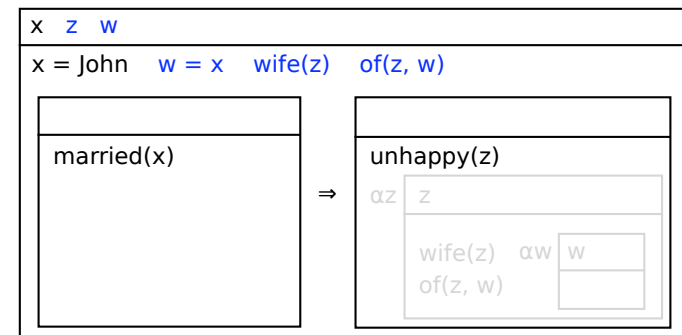 x z w
x = John w = x wife(z) of(z, w)
married(x)
⇒
unhappy(z)
αz z
wife(z) αw w
of(z, w)